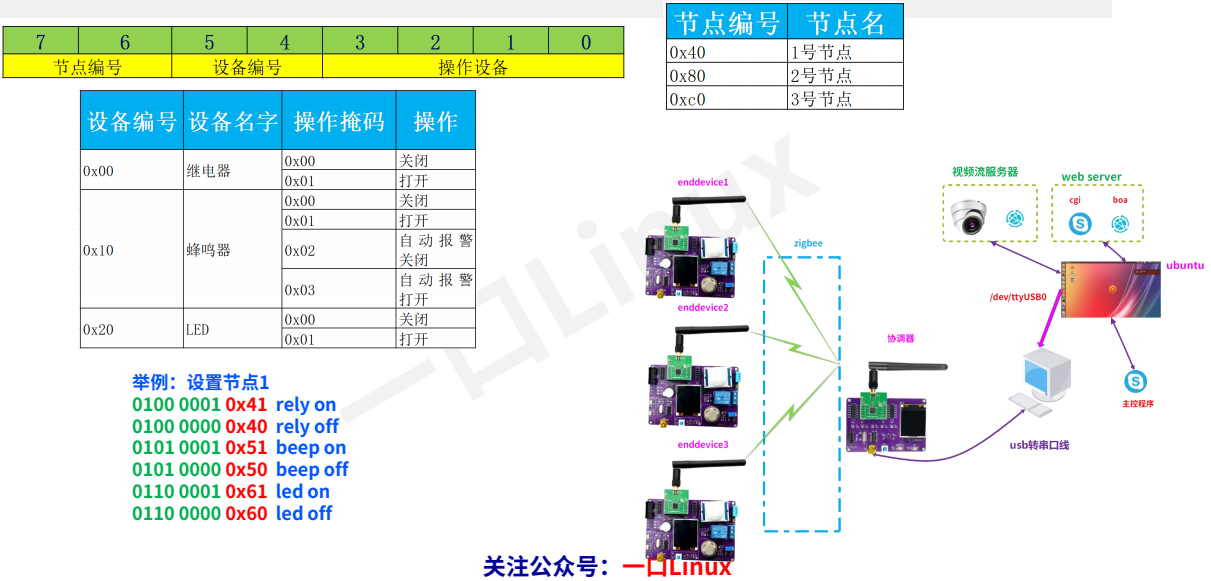 7 6 5 4 3 2 1 0
节点编号 设备编号 操作设备
节点编号 节点名
0x40 1号节点
0x80 2号节点
0xc0 3号节点
设备编号 设备名字 操作掩码 操作
0x00 继电器 0x00 关闭
0x01 打开
0x10 蜂鸣器 0x00 关闭
0x01 打开
0x02 自动报警
关闭
0x03 自动报警
打开
0x20 LED 0x00 关闭
0x01 打开
举例：设置节点1
0100 0001 0x41 rely on
0100 0000 0x40 rely off
0101 0001 0x51 beep on
0101 0000 0x50 beep off
0110 0001 0x61 led on
0110 0000 0x60 led off
enddevice1
enddevice2
enddevice3
zigbee
协调器
视频流服务器
web server
cgi boa
ubuntu
/dev/ttyUSB0
主控程序
usb转串口线
一口Linux
关注公众号：一口Linux